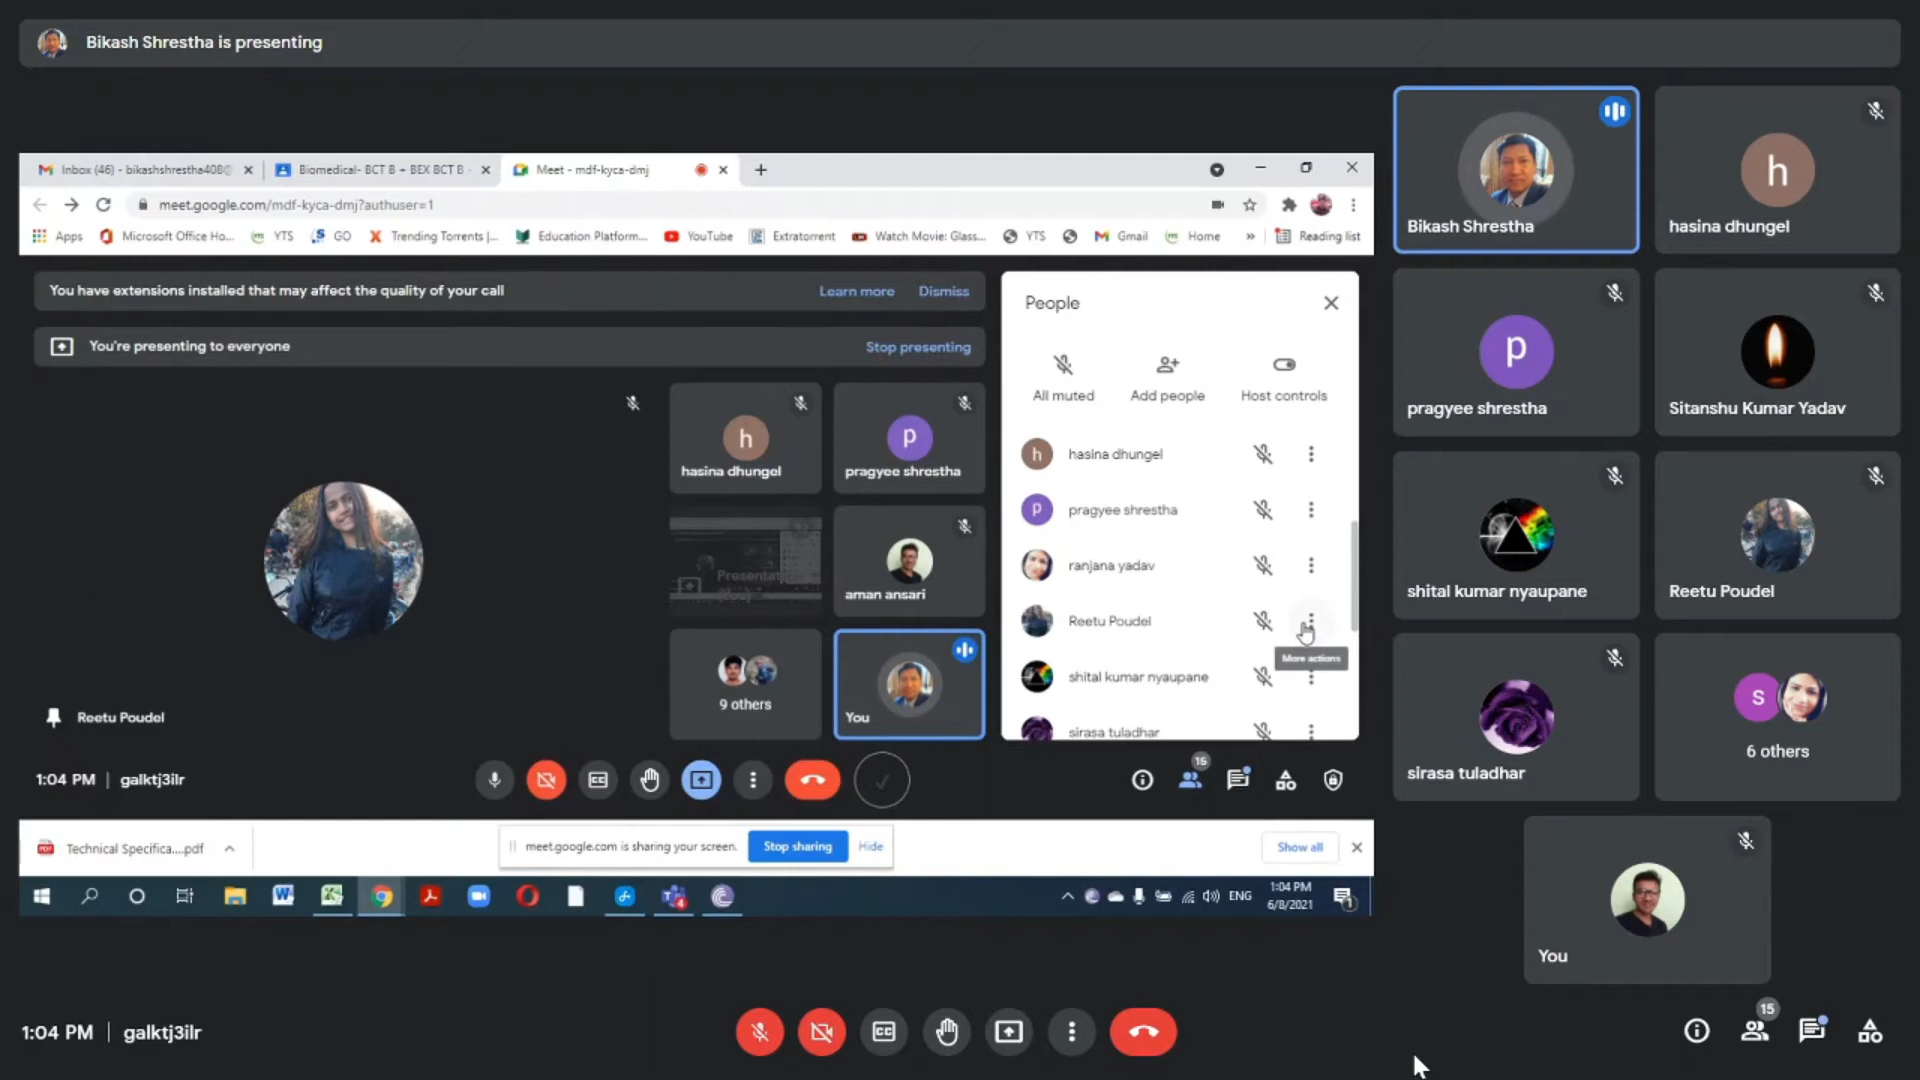 Bikash Shrestha is presenting
Inbox (46) - bikashshrestha408@
Biomedical- BCT B + BEX BCT B -
Meet - mdf-kyca-dmj
meet.google.com/mdf-kyca-dmj?authuser=1
Apps
Microsoft Office Ho...
YTS
GO
Trending Torrents |...
Education Platform...
YouTube
Extratorrent
Watch Movie: Glass...
YTS
Gmail
Home
»
Reading list
You have extensions installed that may affect the quality of your call
Learn more
Dismiss
You're presenting to everyone
Stop presenting
h
hasina dhungel
p
pragyee shrestha
aman ansari
9 others
You
Reetu Poudel
People
All muted
Add people
Host controls
h
hasina dhungel
p
pragyee shrestha
ranjana yadav
Reetu Poudel
More actions
shital kumar nyaupane
sirasa tuladhar
1:04 PM | galktj3ilr
15
Technical Specifica....pdf
meet.google.com is sharing your screen.
Stop sharing
Hide
Show all
ENG
1:04 PM
6/8/2021
Bikash Shrestha
h
hasina dhungel
p
pragyee shrestha
Sitanshu Kumar Yadav
shital kumar nyaupane
Reetu Poudel
sirasa tuladhar
S
6 others
You
1:04 PM | galktj3ilr
15